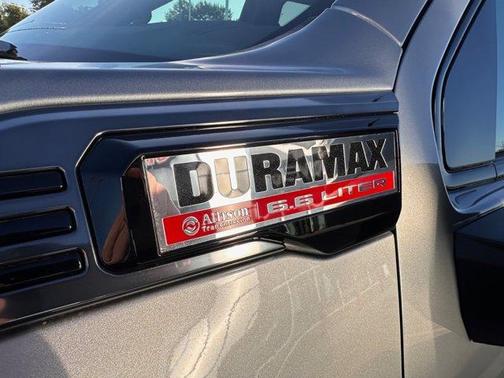 DURAMAX
Allison 6.6 LITER
Transmission